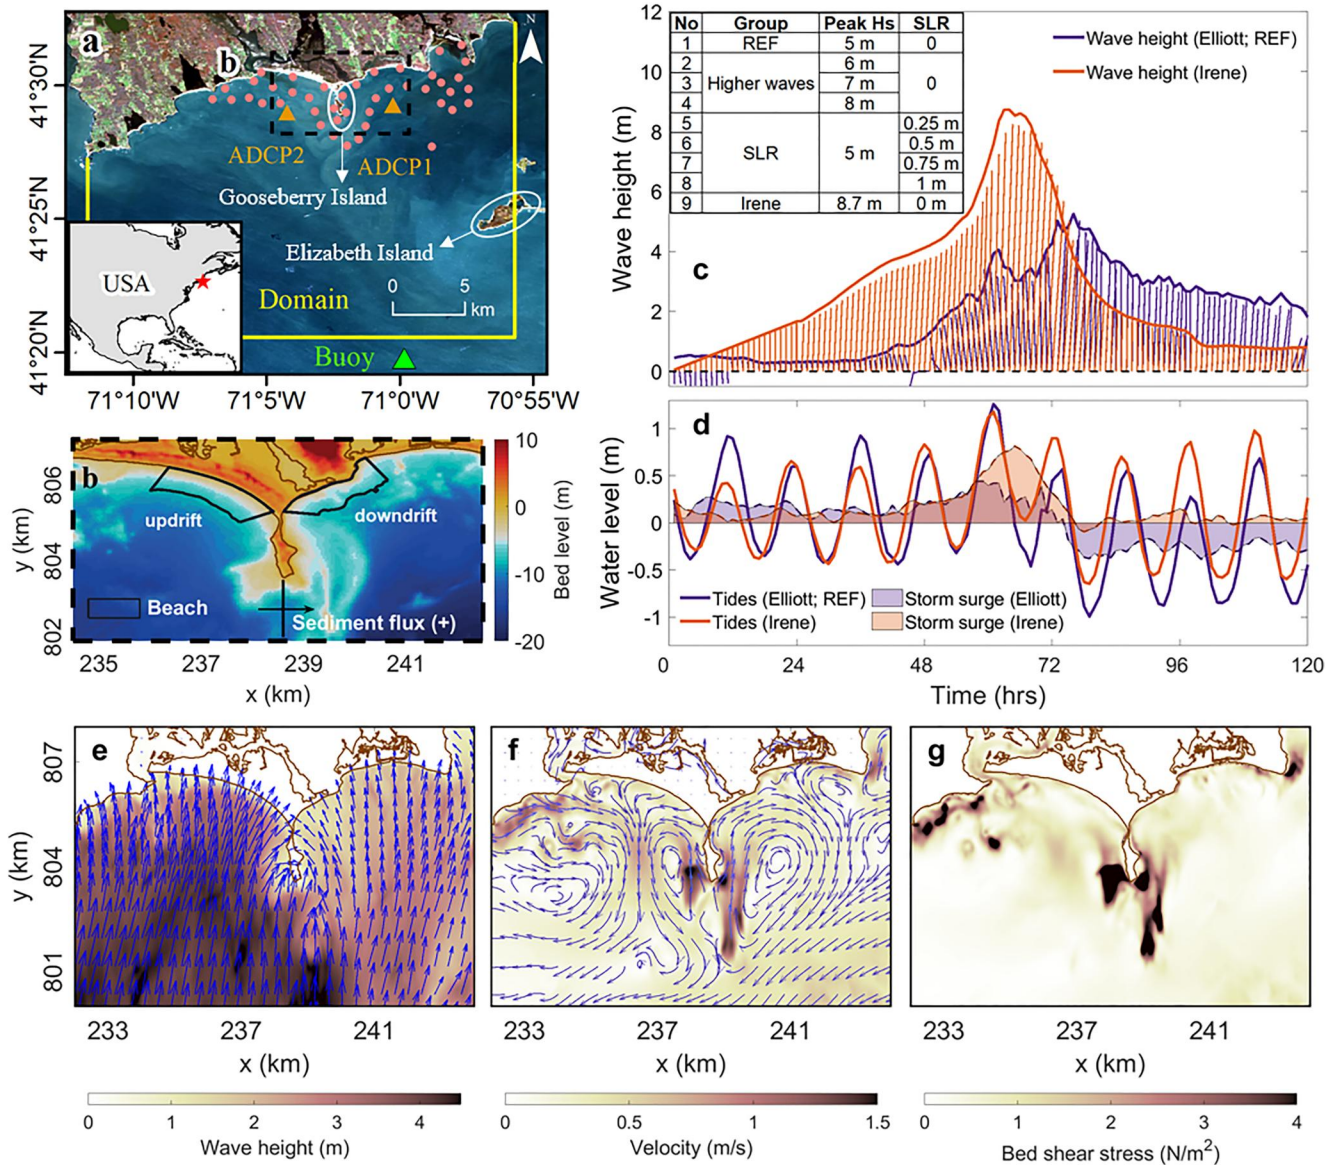 a
b
N
41°30'N
41°25'N
41°20'N
ADCP2
ADCP1
Gooseberry Island
Elizabeth Island
USA
Domain
0 5
km
Buoy
71°10'W 71°5'W 71°0'W 70°55'W
No Group Peak Hs SLR
1 REF 5 m 0
2 6 m
3 Higher waves 7 m 0
4 8 m
5 0.25 m
6 0.5 m
SLR 5 m
7 0.75 m
8 1 m
9 Irene 8.7 m 0 m
Wave height (Elliott; REF)
Wave height (Irene)
c
Wave height (m)
12
10
8
6
4
2
0
b
updrift
downdrift
Beach
Sediment flux (+)
y (km)
806
804
802
235 237 239 241
x (km)
10
0
-10
-20
Bed level (m)
d
Water level (m)
1
0.5
0
-0.5
-1
Tides (Elliott; REF)
Tides (Irene)
Storm surge (Elliott)
Storm surge (Irene)
0 24 48 72 96 120
Time (hrs)
e
y (km)
807
804
801
233 237 241
x (km)
0 1 2 3 4
Wave height (m)
f
233 237 241
x (km)
0 0.5 1 1.5
Velocity (m/s)
g
233 237 241
x (km)
0 1 2 3 4
Bed shear stress (N/m²)